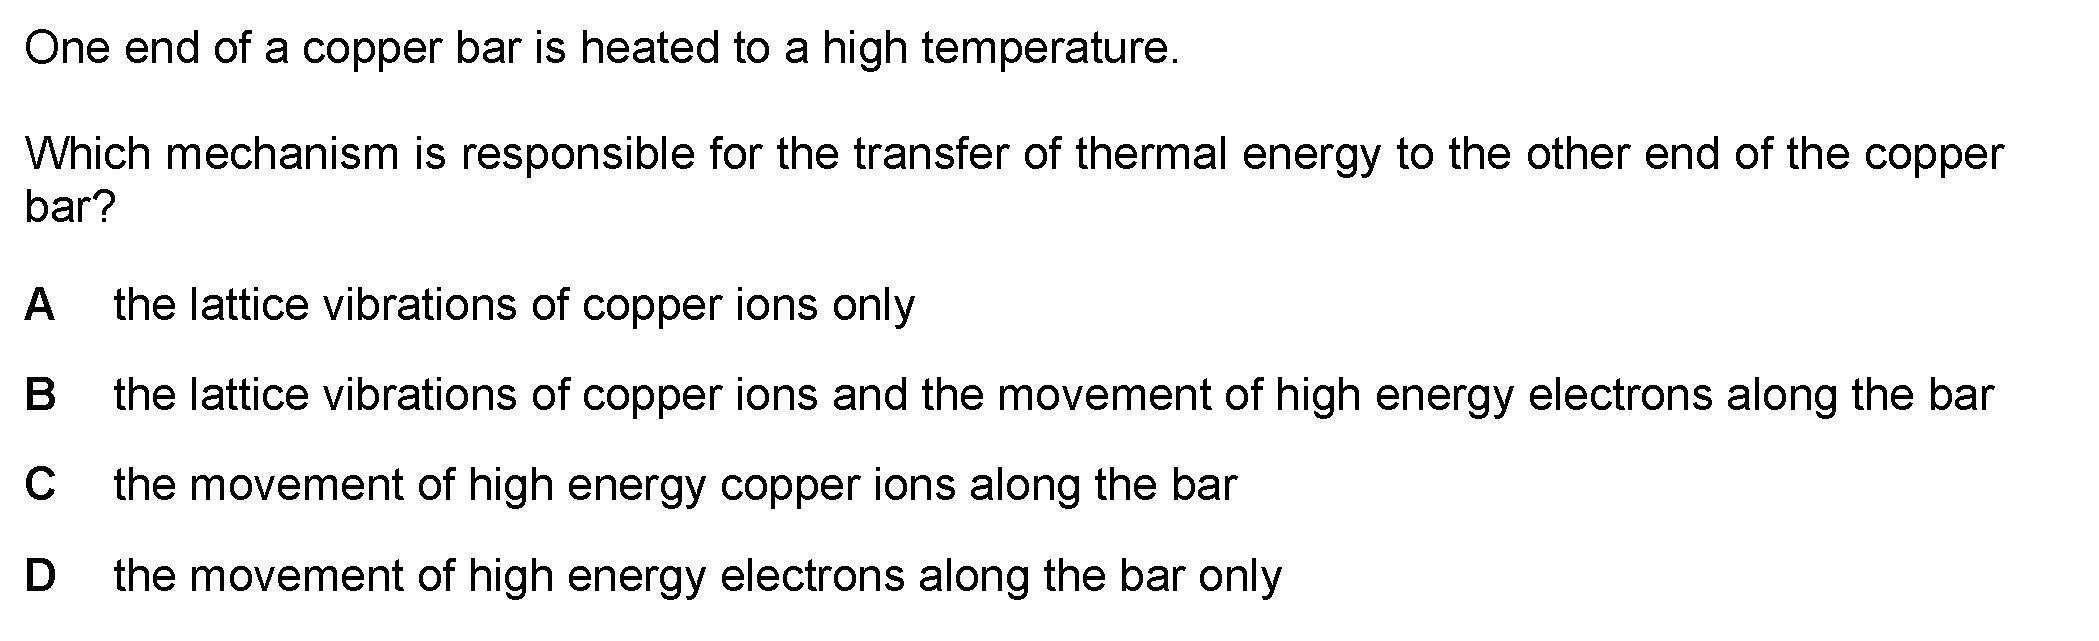 One end of a copper bar is heated to a high temperature.
Which mechanism is responsible for the transfer of thermal energy to the other end of the copper
bar?
A the lattice vibrations of copper ions only
B the lattice vibrations of copper ions and the movement of high energy electrons along the bar
C the movement of high energy copper ions along the bar
D the movement of high energy electrons along the bar only